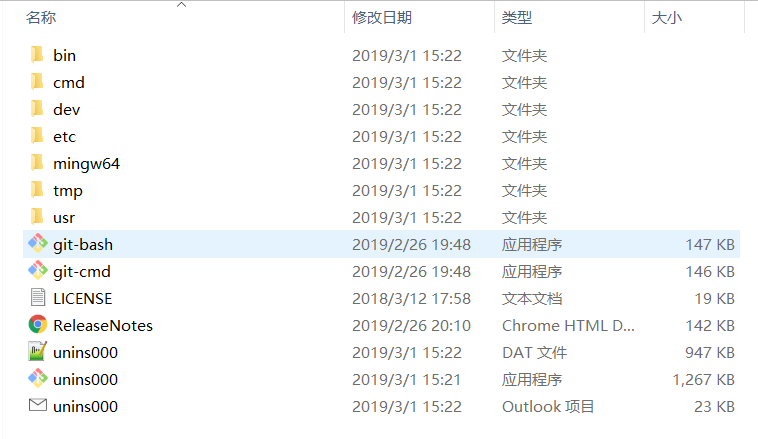 名称 修改日期 类型 大小
bin 2019/3/1 15:22 文件夹
cmd 2019/3/1 15:22 文件夹
dev 2019/3/1 15:22 文件夹
etc 2019/3/1 15:22 文件夹
mingw64 2019/3/1 15:22 文件夹
tmp 2019/3/1 15:22 文件夹
usr 2019/3/1 15:22 文件夹
git-bash 2019/2/26 19:48 应用程序 147 KB
git-cmd 2019/2/26 19:48 应用程序 146 KB
LICENSE 2018/3/12 17:58 文本文档 19 KB
ReleaseNotes 2019/2/26 20:10 Chrome HTML D... 142 KB
unins000 2019/3/1 15:22 DAT 文件 947 KB
unins000 2019/3/1 15:21 应用程序 1,267 KB
unins000 2019/3/1 15:22 Outlook 项目 23 KB